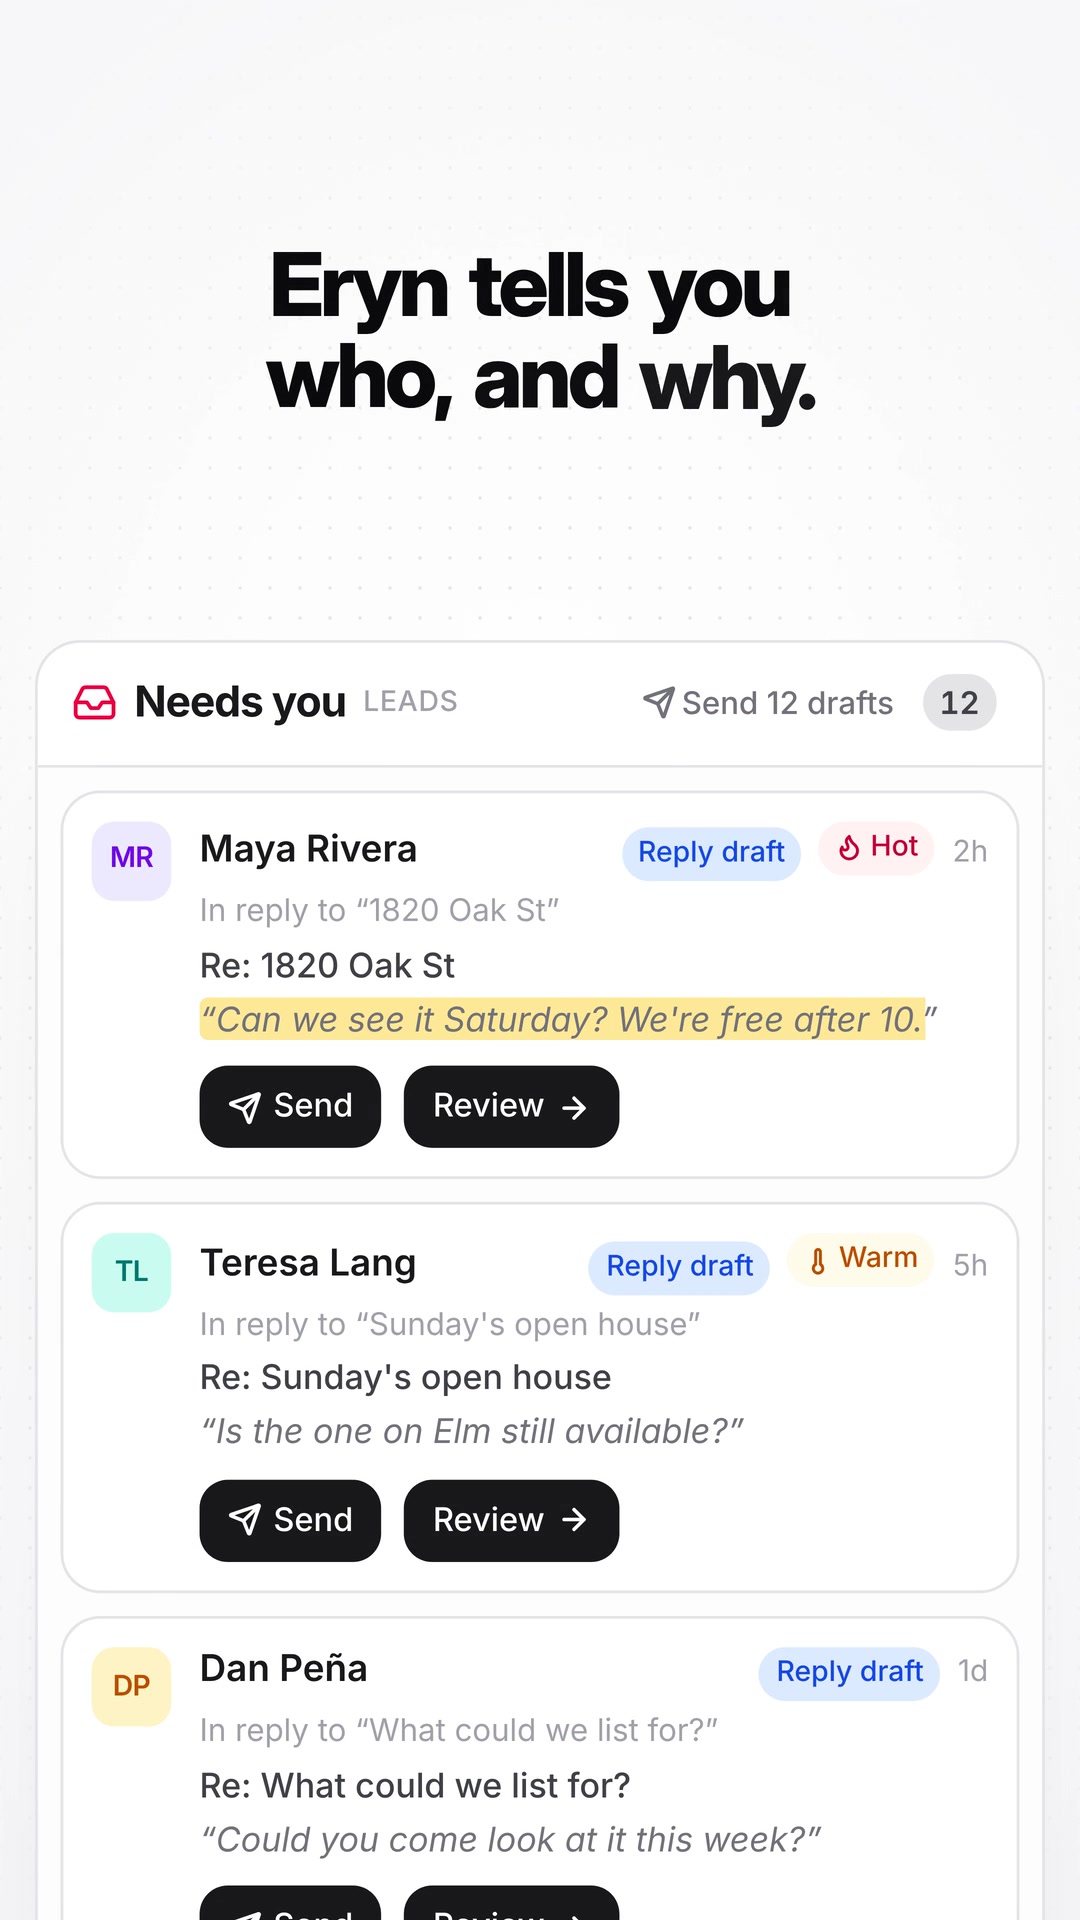 Eryn tells you
who, and why.
Needs you LEADS Send 12 drafts 12
MR Maya Rivera Reply draft Hot 2h
In reply to “1820 Oak St”
Re: 1820 Oak St
“Can we see it Saturday? We're free after 10.”
Send Review →
TL Teresa Lang Reply draft Warm 5h
In reply to “Sunday's open house”
Re: Sunday's open house
“Is the one on Elm still available?”
Send Review →
DP Dan Peña Reply draft 1d
In reply to “What could we list for?”
Re: What could we list for?
“Could you come look at it this week?”
Send Review →